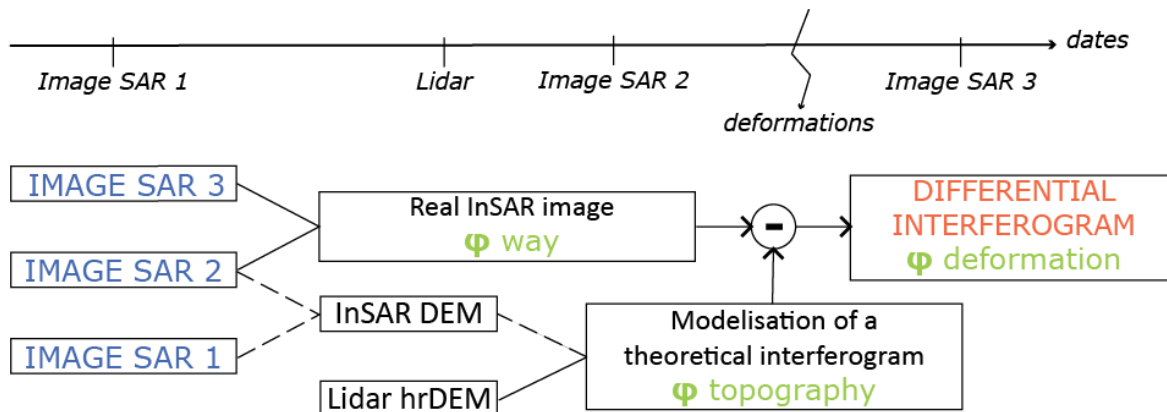 dates
Image SAR 1
Lidar
Image SAR 2
Image SAR 3
deformations
IMAGE SAR 3
IMAGE SAR 2
IMAGE SAR 1
Real InSAR image
φ way
InSAR DEM
Lidar hrDEM
-
Modelisation of a
theoretical interferogram
φ topography
DIFFERENTIAL
INTERFEROGRAM
φ deformation